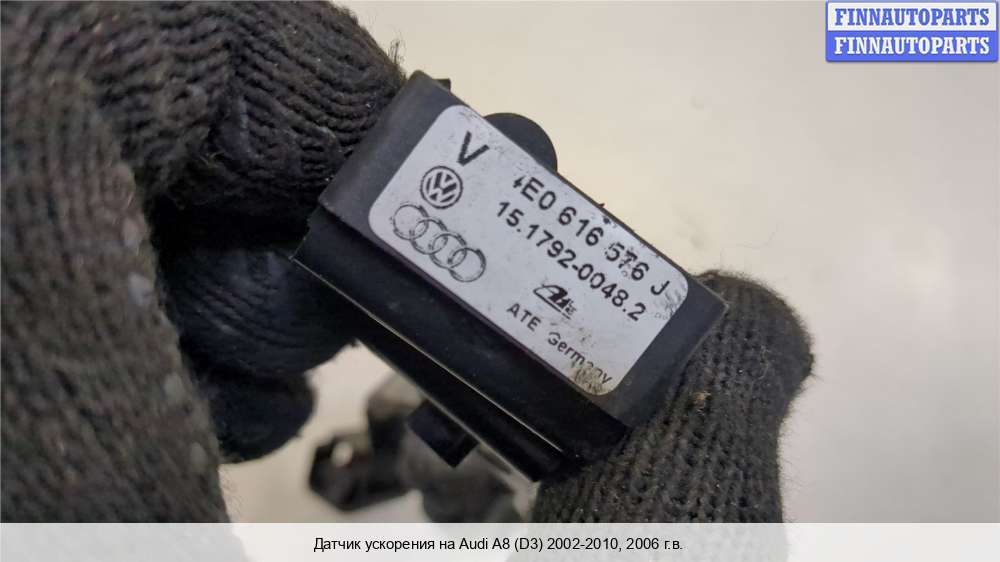 FINNAUTOPARTS
FINNAUTOPARTS
V
4E0 616 576 J
15.1792-0048.2
ATE
ATE Germany
Датчик ускорения на Audi A8 (D3) 2002-2010, 2006 г.в.